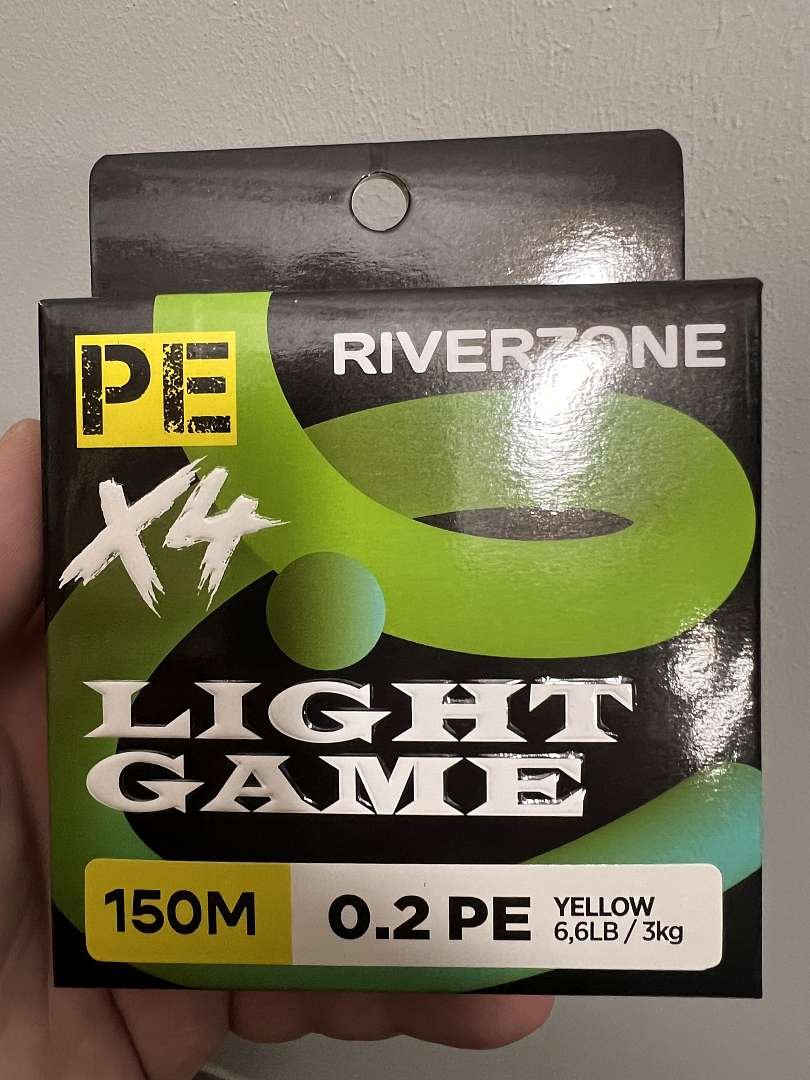 PE
RIVERZONE
X4
LIGHT
GAME
150M
0.2 PE
YELLOW
6,6LB / 3kg